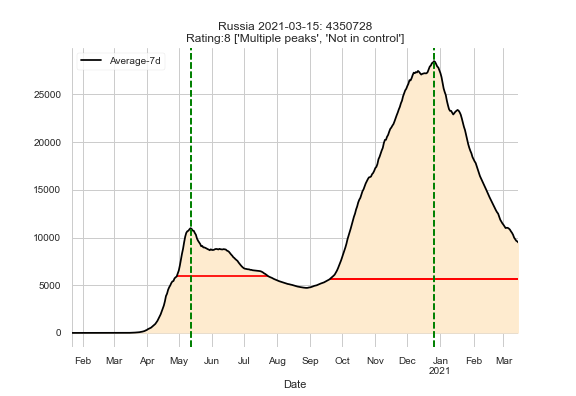 Russia 2021-03-15: 4350728
Rating:8 ['Multiple peaks', 'Not in control']
Average-7d
25000
20000
15000
10000
5000
0
Feb Mar Apr May Jun Jul Aug Sep Oct Nov Dec Jan Feb Mar
2021
Date